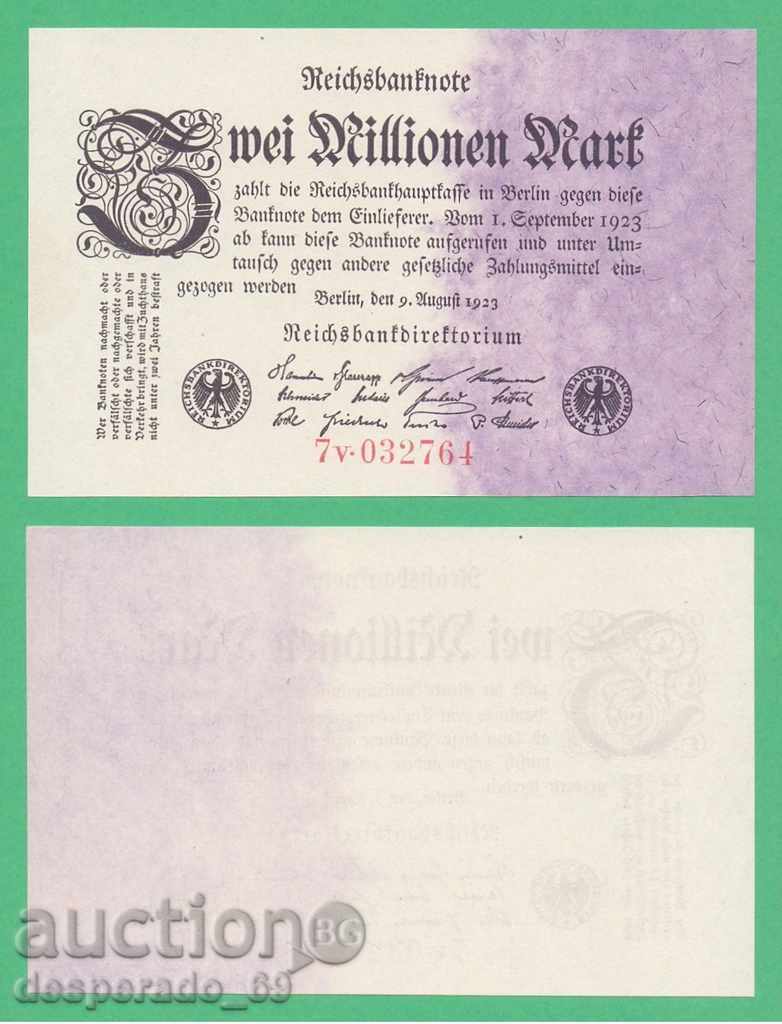 Reichsbanknote
Zwei Millionen Mark
zahlt die Reichsbankhauptkasse in Berlin gegen diese
Banknote dem Einlieferer. Vom 1. September 1923
ab kann diese Banknote aufgerufen und unter Um-
tausch gegen andere gesetzliche Zahlungsmittel ein-
gezogen werden
Berlin, den 9. August 1923
Reichsbankdirektorium
Wer Banknoten nachmacht oder
verfälscht oder nachgemachte oder
verfälschte sich verschafft und in
Verkehr bringt, wird mit Zuchthaus
nicht unter zwei Jahren bestraft
REICHSBANKDIREKTORIUM
REICHSBANKDIREKTORIUM
7v·032764
auction BG
desperado_69